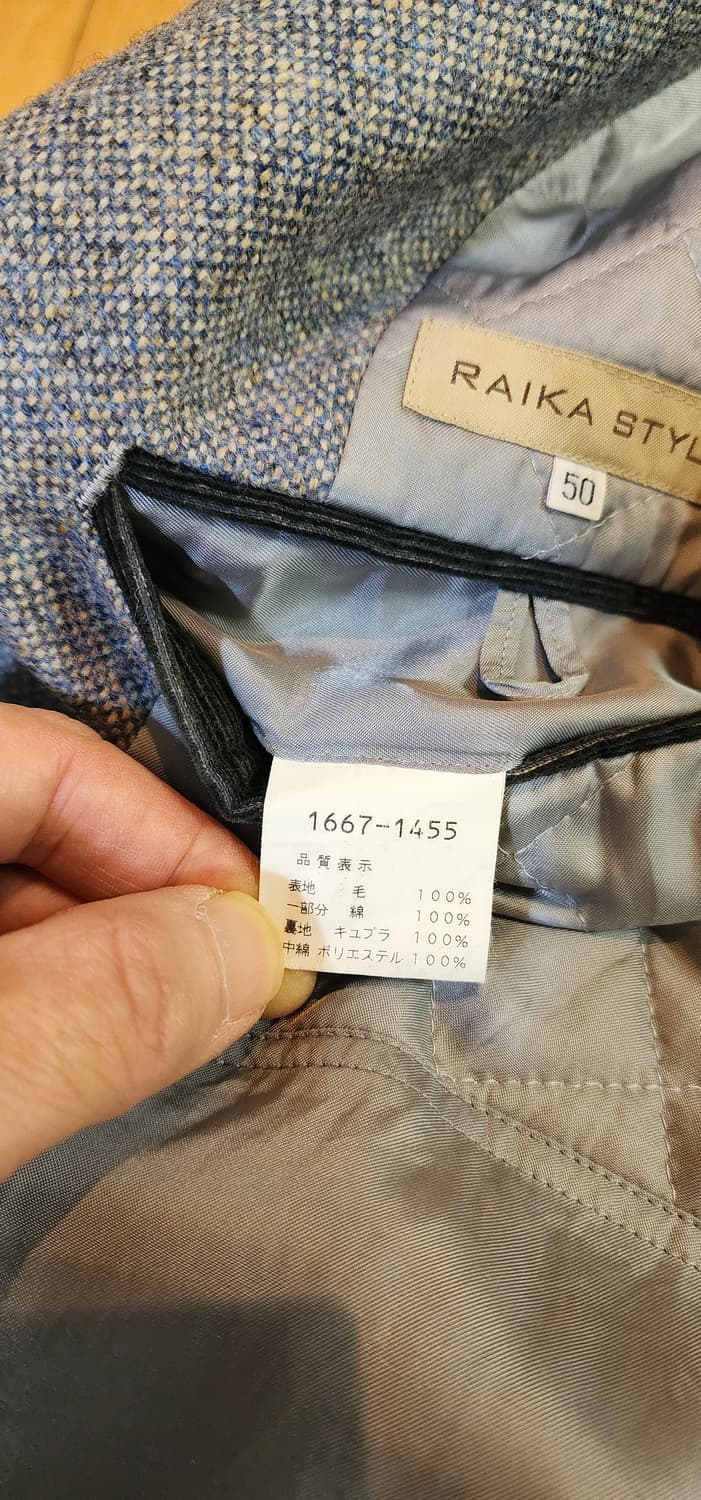 RAIKA STYL
50
1667-1455
品質表示
表地 毛 100%
一部分 綿 100%
裏地 キュプラ 100%
中綿 ポリエステル 100%